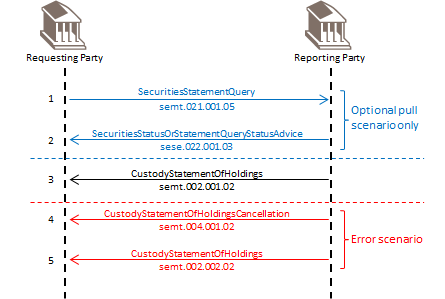 Requesting Party
Reporting Party
1
SecuritiesStatementQuery
semt.021.001.05
Optional pull
scenario only
2
SecuritiesStatusOrStatementQueryStatusAdvice
sese.022.001.03
3
CustodyStatementOfHoldings
semt.002.001.02
4
CustodyStatementOfHoldingsCancellation
semt.004.001.02
Error scenario
5
CustodyStatementOfHoldings
semt.002.002.02